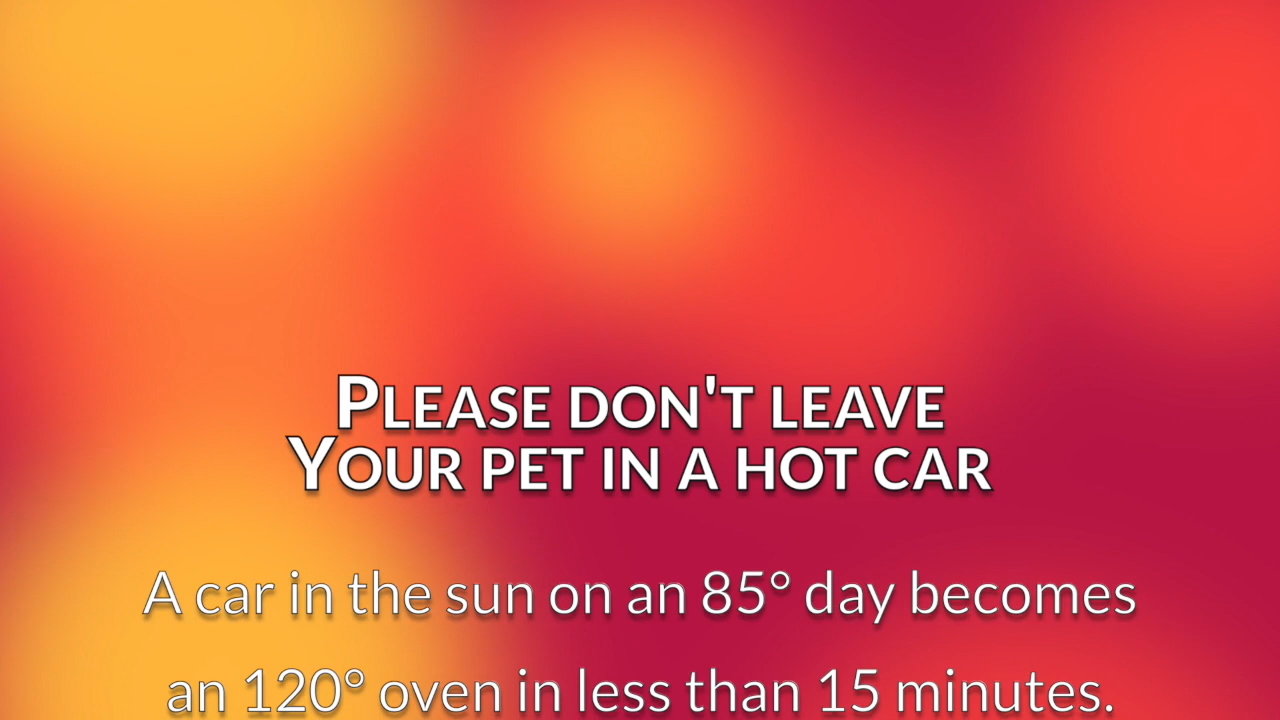 Please don't leave
Your pet in a hot car
A car in the sun on an 85° day becomes
an 120° oven in less than 15 minutes.